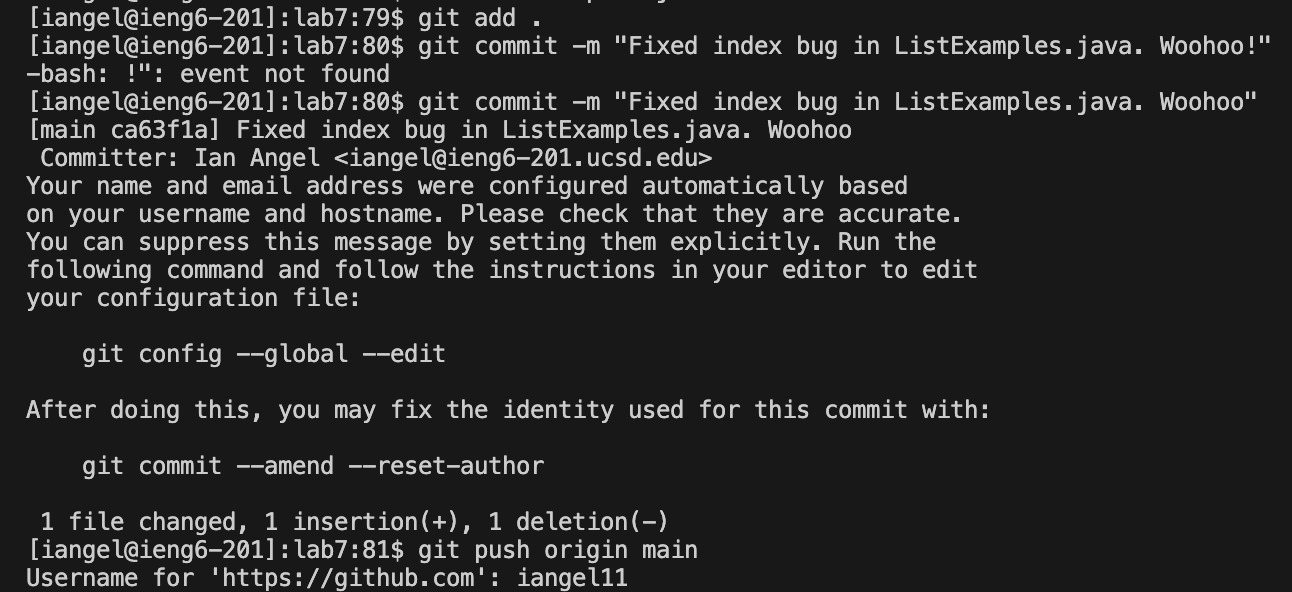 [iangel@ieng6-201]:lab7:79$ git add .
[iangel@ieng6-201]:lab7:80$ git commit -m "Fixed index bug in ListExamples.java. Woohoo!"
-bash: !": event not found
[iangel@ieng6-201]:lab7:80$ git commit -m "Fixed index bug in ListExamples.java. Woohoo"
[main ca63f1a] Fixed index bug in ListExamples.java. Woohoo
 Committer: Ian Angel <iangel@ieng6-201.ucsd.edu>
Your name and email address were configured automatically based
on your username and hostname. Please check that they are accurate.
You can suppress this message by setting them explicitly. Run the
following command and follow the instructions in your editor to edit
your configuration file:

    git config --global --edit

After doing this, you may fix the identity used for this commit with:

    git commit --amend --reset-author

 1 file changed, 1 insertion(+), 1 deletion(-)
[iangel@ieng6-201]:lab7:81$ git push origin main
Username for 'https://github.com': iangel11